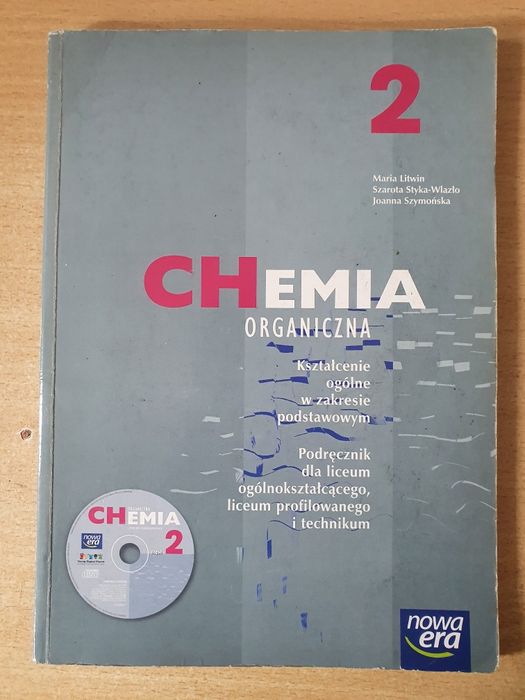 2
Maria Litwin
Szarota Styka-Wlazło
Joanna Szymońska
CHEMIA
ORGANICZNA
Kształcenie
ogólne
w zakresie
podstawowym
Podręcznik
dla liceum
ogólnokształcącego,
liceum profilowanego
i technikum
CHEMIA
2
nowa
era
nowa
era